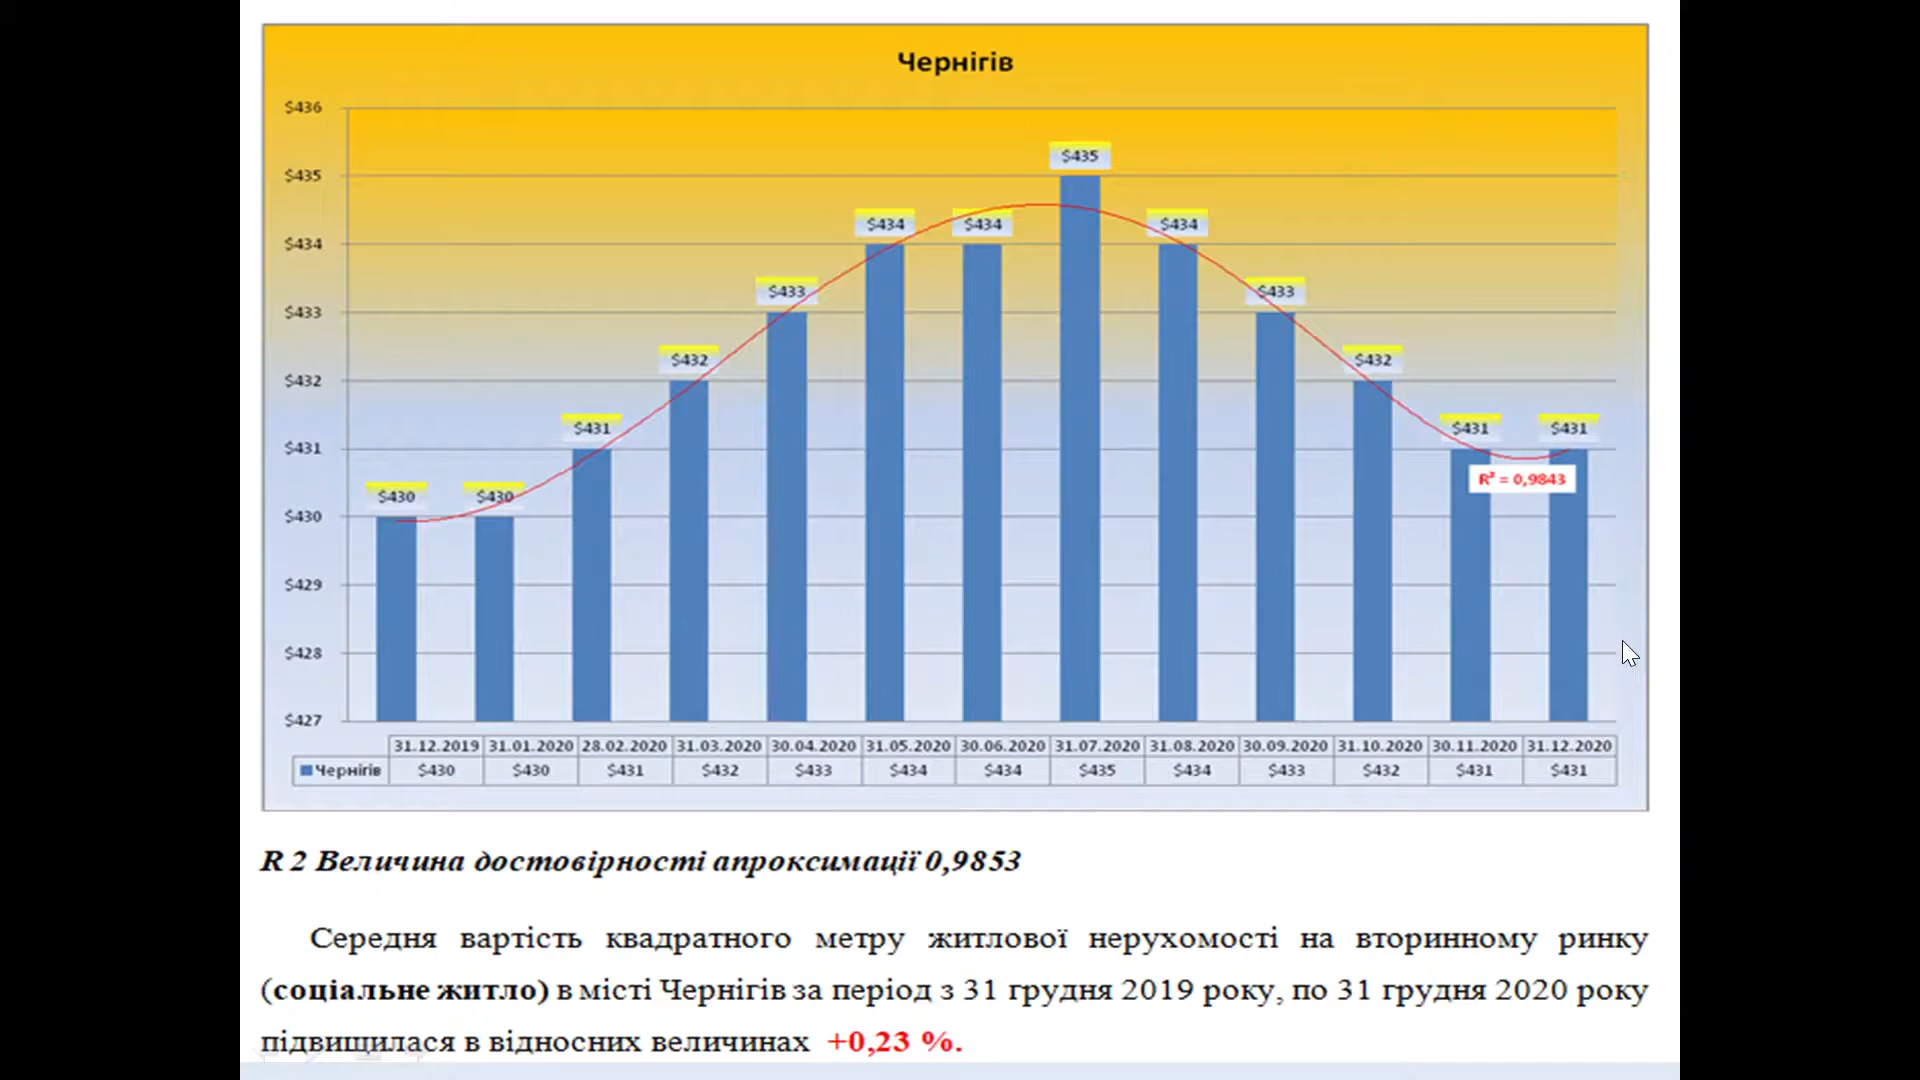 Чернігів
$436
$435
$434
$433
$432
$431
$430
$429
$428
$427
$430
$430
$431
$432
$433
$434
$434
$435
$434
$433
$432
$431
$431
R² = 0,9843
31.12.2019 31.01.2020 28.02.2020 31.03.2020 30.04.2020 31.05.2020 30.06.2020 31.07.2020 31.08.2020 30.09.2020 31.10.2020 30.11.2020 31.12.2020
Чернігів $430 $430 $431 $432 $433 $434 $434 $435 $434 $433 $432 $431 $431
R 2 Величина достовірності апроксимації 0,9853
Середня вартість квадратного метру житлової нерухомості на вторинному ринку
(соціальне житло) в місті Чернігів за період з 31 грудня 2019 року, по 31 грудня 2020 року
підвищилася в відносних величинах +0,23 %.